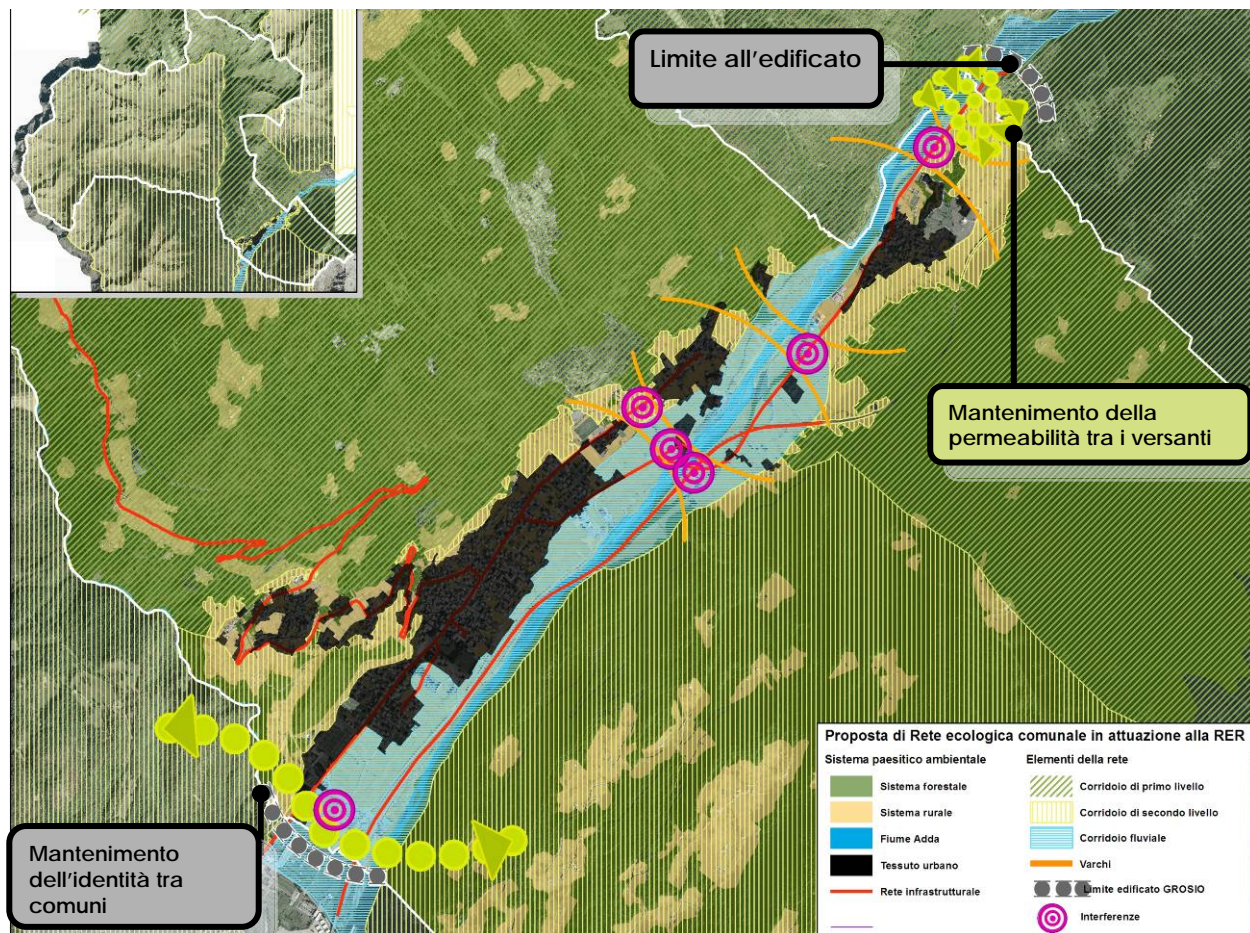 Limite all'edificato
Mantenimento della
permeabilità tra i versanti
Mantenimento
dell'identità tra
comuni
Proposta di Rete ecologica comunale in attuazione alla RER
Sistema paesitico ambientale
Sistema forestale
Sistema rurale
Fiume Adda
Tessuto urbano
Rete infrastrutturale
Elementi della rete
Corridoio di primo livello
Corridoio di secondo livello
Corridoio fluviale
Varchi
Limite edificato GROSIO
Interferenze